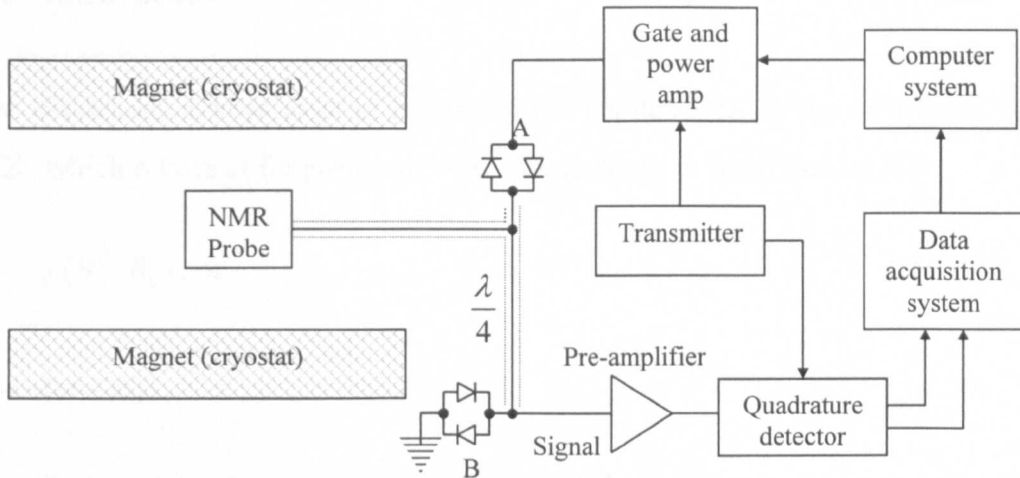 Gate and
power
amp
Computer
system
Magnet (cryostat)
A
NMR
Probe
Transmitter
Data
acquisition
system
λ
4
Magnet (cryostat)
Pre-amplifier
Quadrature
detector
Signal
B